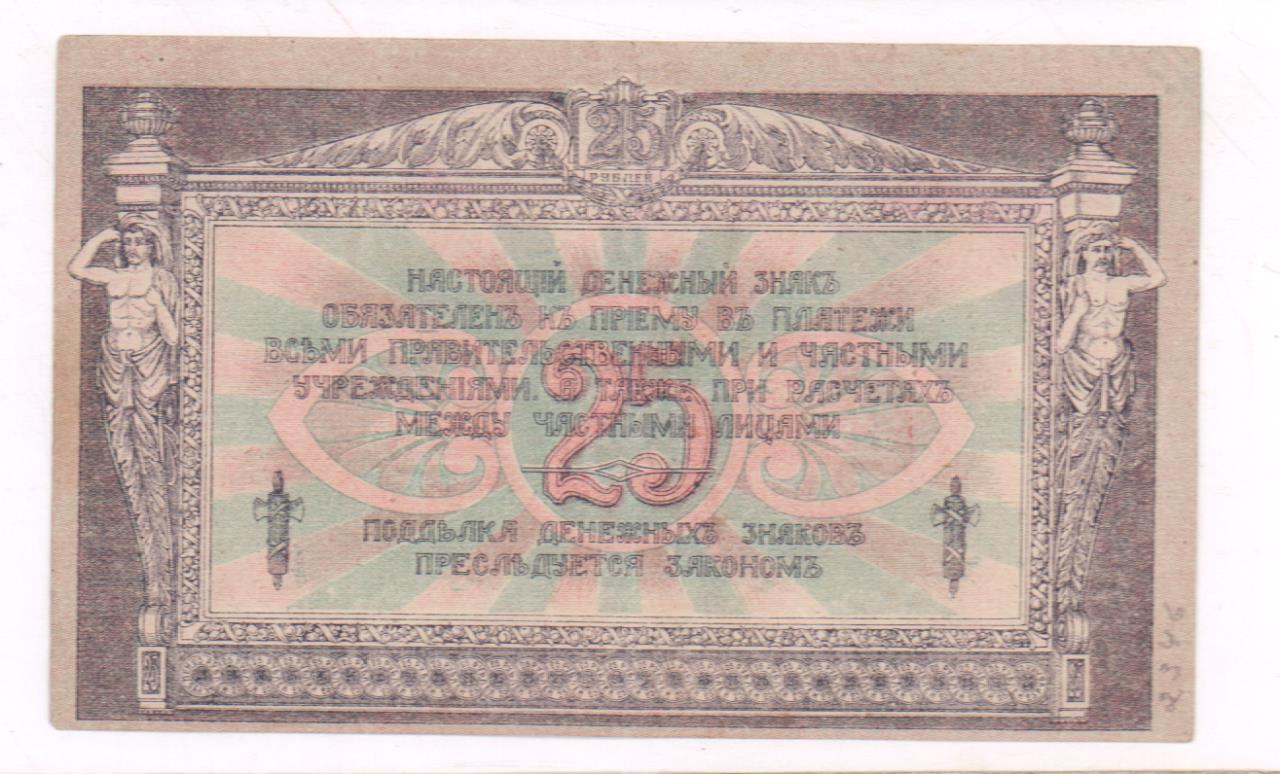 25
РУБЛЕЙ
НАСТОЯЩІЙ ДЕНЕЖНЫЙ ЗНАКЪ
ОБЯЗАТЕЛЕНЪ КЪ ПРІЕМУ ВЪ ПЛАТЕЖИ
ВСѢМИ ПРАВИТЕЛЬСТВЕННЫМИ И ЧАСТНЫМИ
УЧРЕЖДЕНІЯМИ, А ТАКЖЕ ПРИ РАСЧЕТАХЪ
МЕЖДУ ЧАСТНЫМИ ЛИЦАМИ
25
ПОДДѢЛКА ДЕНЕЖНЫХЪ ЗНАКОВЪ
ПРЕСЛѢДУЕТСЯ ЗАКОНОМЪ
25